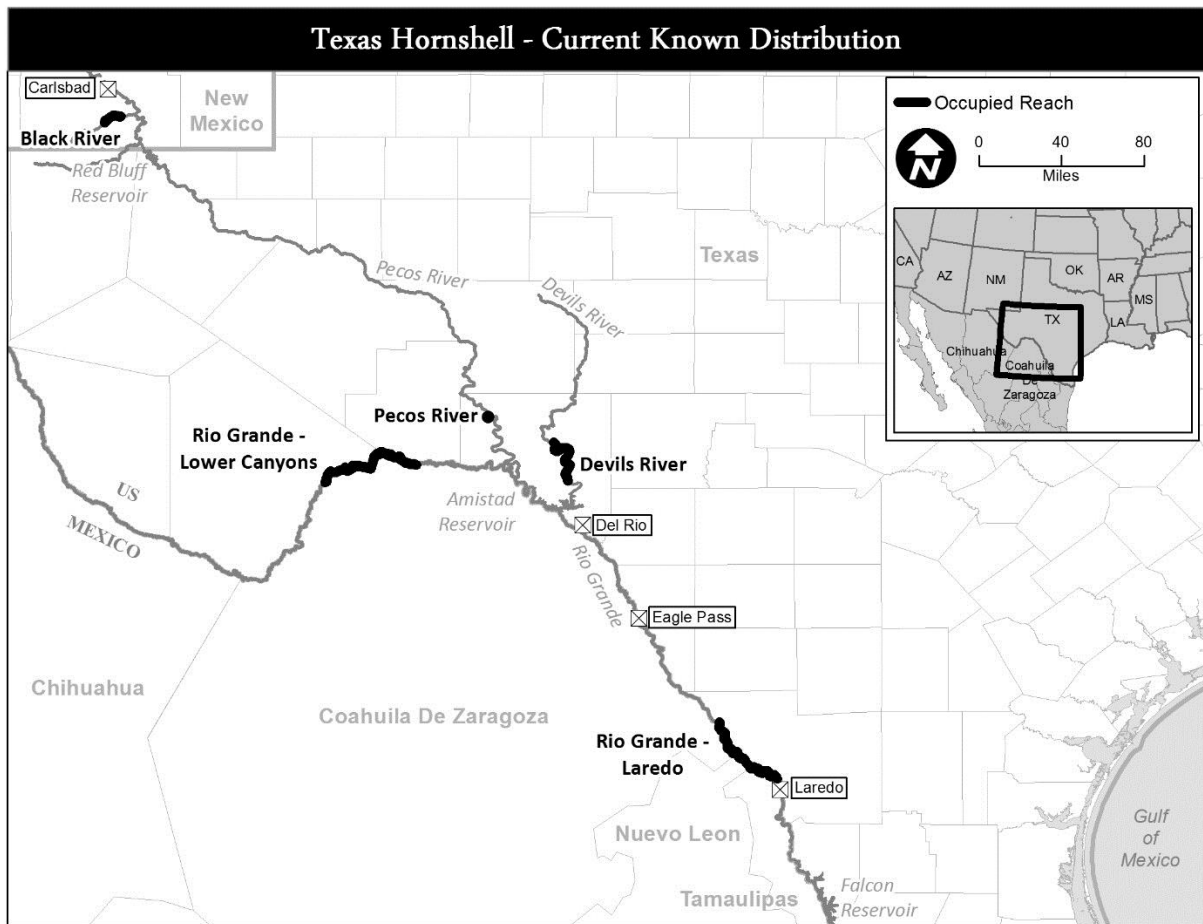 Texas Hornshell - Current Known Distribution
Carlsbad
New
Mexico
Black River
Red Bluff
Reservoir
Occupied Reach
N
0 40 80
Miles
CA
AZ
NM
OK
AR
MS
TX
LA
Chihuahua
Coahuila
De
Zaragoza
Texas
Pecos River
Devils River
Pecos River
Rio Grande -
Lower Canyons
Devils River
US
MEXICO
Amistad
Reservoir
Del Rio
Rio Grande
Eagle Pass
Chihuahua
Coahuila De Zaragoza
Rio Grande -
Laredo
Laredo
Nuevo Leon
Tamaulipas
Falcon
Reservoir
Gulf
of
Mexico